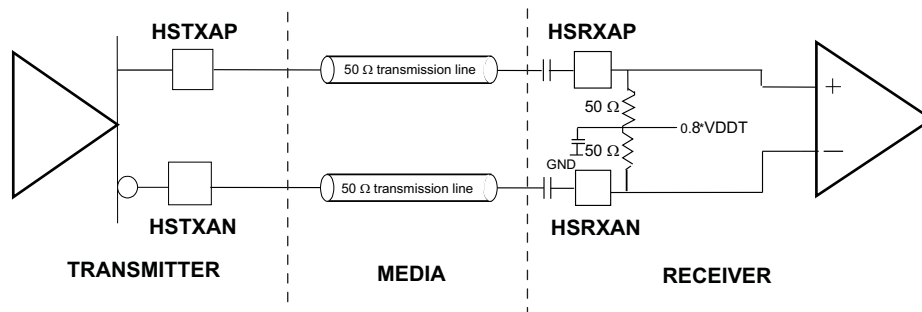 HSTXAP
HSRXAP
50 Ω transmission line
+
50 Ω
0.8*VDDT
50 Ω
GND
−
50 Ω transmission line
HSTXAN
HSRXAN
TRANSMITTER
MEDIA
RECEIVER